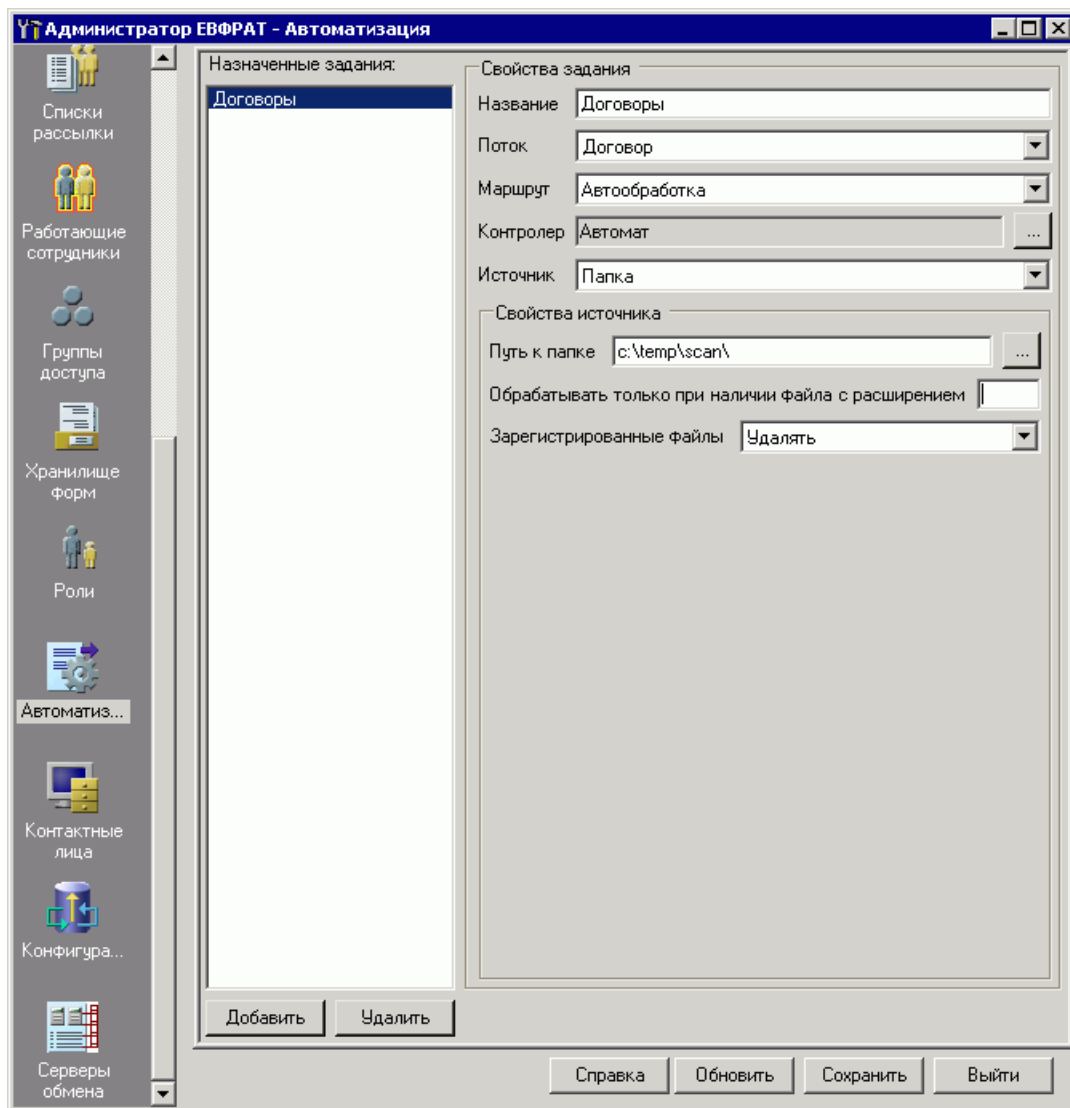 Администратор ЕВФРАТ - Автоматизация
Списки
рассылки
Работающие
сотрудники
Группы
доступа
Хранилище
форм
Роли
Автоматиз...
Контактные
лица
Конфигура...
Серверы
обмена
Назначенные задания:
Договоры
Добавить
Удалить
Свойства задания
Название Договоры
Поток Договор
Маршрут Автообработка
Контролер Автомат ...
Источник Папка
Свойства источника
Путь к папке c:\temp\scan\ ...
Обрабатывать только при наличии файла с расширением
Зарегистрированные файлы Удалять
Справка
Обновить
Сохранить
Выйти